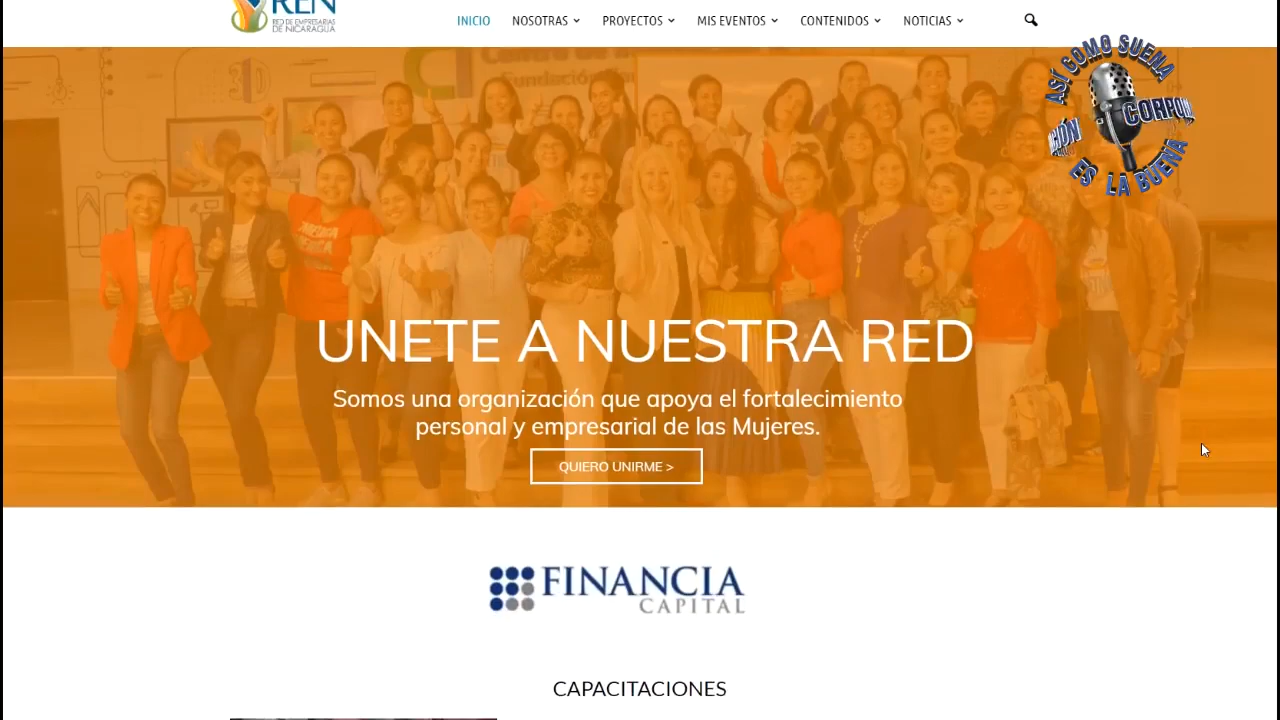 REN
RED DE EMPRESARIAS
DE NICARAGUA
INICIO
NOSOTRAS
PROYECTOS
MIS EVENTOS
CONTENIDOS
NOTICIAS
ASÍ COMO SUENA
ES LA BUENA
UNETE A NUESTRA RED
Somos una organización que apoya el fortalecimiento
personal y empresarial de las Mujeres.
QUIERO UNIRME >
FINANCIA
CAPITAL
CAPACITACIONES